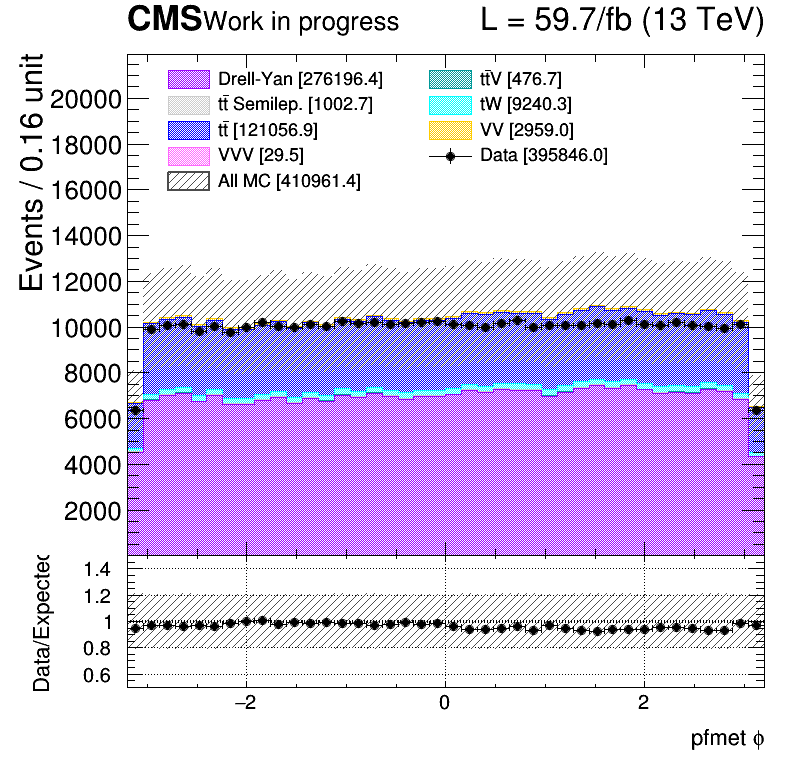 CMS Work in progress L = 59.7/fb (13 TeV)
Events / 0.16 unit
Drell-Yan [276196.4] tt̄V [476.7]
tt̄ Semilep. [1002.7] tW [9240.3]
tt̄ [121056.9] VV [2959.0]
VVV [29.5] Data [395846.0]
All MC [410961.4]
20000
18000
16000
14000
12000
10000
8000
6000
4000
2000
Data/Expected
1.4
1.2
1
0.8
0.6
−2 0 2
pfmet ϕ